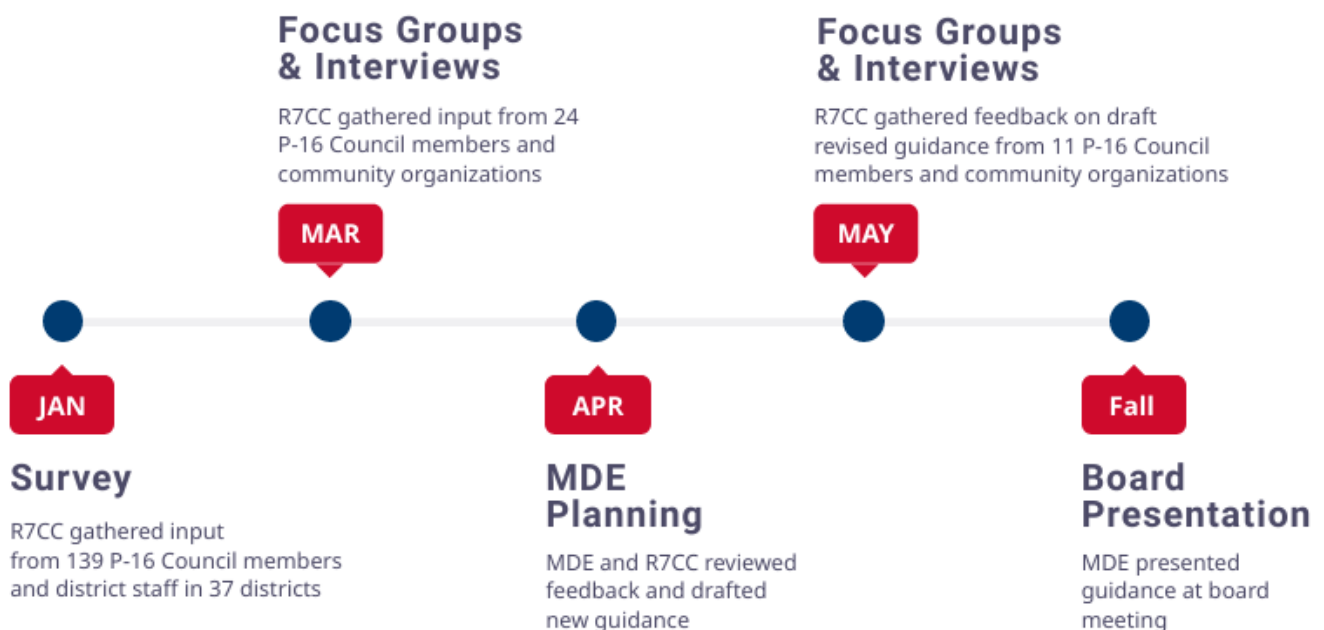 Focus Groups
& Interviews
R7CC gathered input from 24
P-16 Council members and
community organizations
MAR
Focus Groups
& Interviews
R7CC gathered feedback on draft
revised guidance from 11 P-16 Council
members and community organizations
MAY
JAN
Survey
R7CC gathered input
from 139 P-16 Council members
and district staff in 37 districts
APR
MDE
Planning
MDE and R7CC reviewed
feedback and drafted
new guidance
Fall
Board
Presentation
MDE presented
guidance at board
meeting